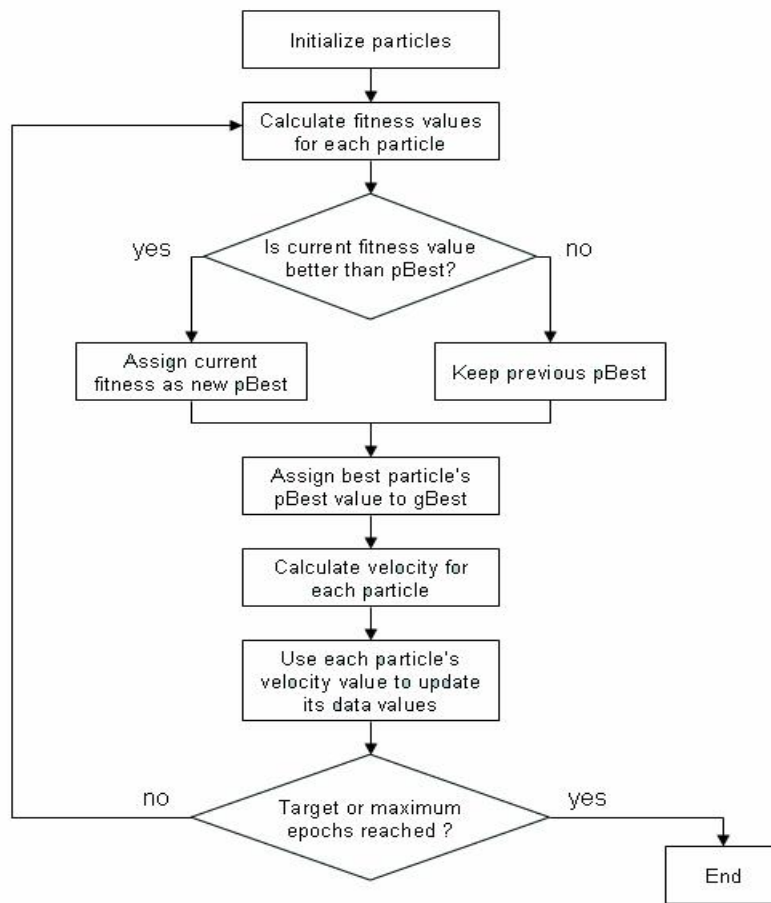 Initialize particles
Calculate fitness values
for each particle
yes
Is current fitness value
better than pBest?
no
Assign current
fitness as new pBest
Keep previous pBest
Assign best particle's
pBest value to gBest
Calculate velocity for
each particle
Use each particle's
velocity value to update
its data values
no
Target or maximum
epochs reached ?
yes
End